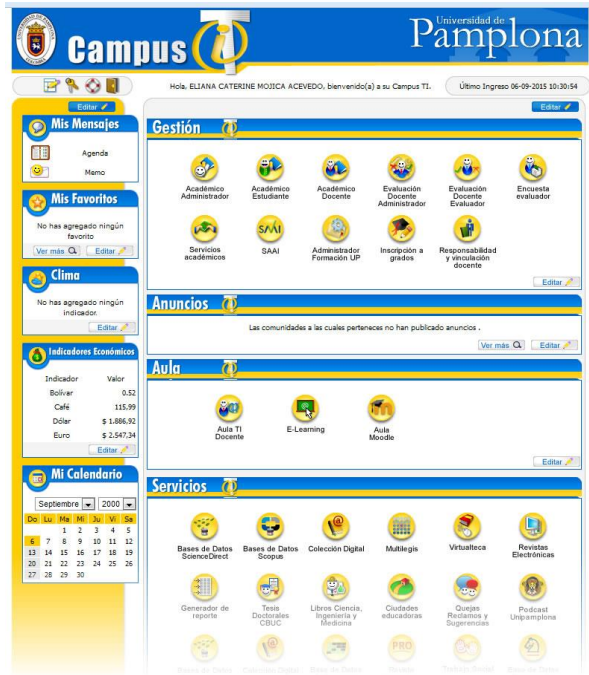 Campus TI
Universidad de
Pamplona
Hola, ELIANA CATERINE MOJICA ACEVEDO, bienvenido(a) a su Campus TI.
Último Ingreso 06-09-2015 10:30:54
Editar
Mis Mensajes
Agenda
Memo
Mis Favoritos
No has agregado ningún
favorito
Ver más Editar
Clima
No has agregado ningún
indicador.
Editar
Indicadores Económicos
Indicador Valor
Bolívar 0.52
Café 115.99
Dólar $ 1.886,92
Euro $ 2.547,34
Editar
Mi Calendario
Septiembre 2000
Do Lu Ma Mi Ju Vi Sa
1 2 3 4 5
6 7 8 9 10 11 12
13 14 15 16 17 18 19
20 21 22 23 24 25 26
27 28 29 30
Editar
Gestión TI
Académico
Administrador
Académico
Estudiante
Académico
Docente
Evaluación
Docente
Administrador
Evaluación
Docente
Evaluador
Encuesta
evaluador
Servicios
académicos
SAAI
SAAI
Administrador
Formación UP
Inscripción a
grados
Responsabilidad
y vinculación
docente
Editar
Anuncios TI
Las comunidades a las cuales perteneces no han publicado anuncios .
Ver más Editar
Aula TI
Aula TI
Docente
E-Learning
Aula
Moodle
Editar
Servicios TI
Bases de Datos
ScienceDirect
Bases de Datos
Scopus
Colección Digital
Multilegis
Virtualteca
Revistas
Electrónicas
Generador de
reporte
Tesis
Doctorales
CBUC
Libros Ciencia,
Ingeniería y
Medicina
Ciudades
educadoras
Quejas
Reclamos y
Sugerencias
Podcast
Unipamplona
PRO